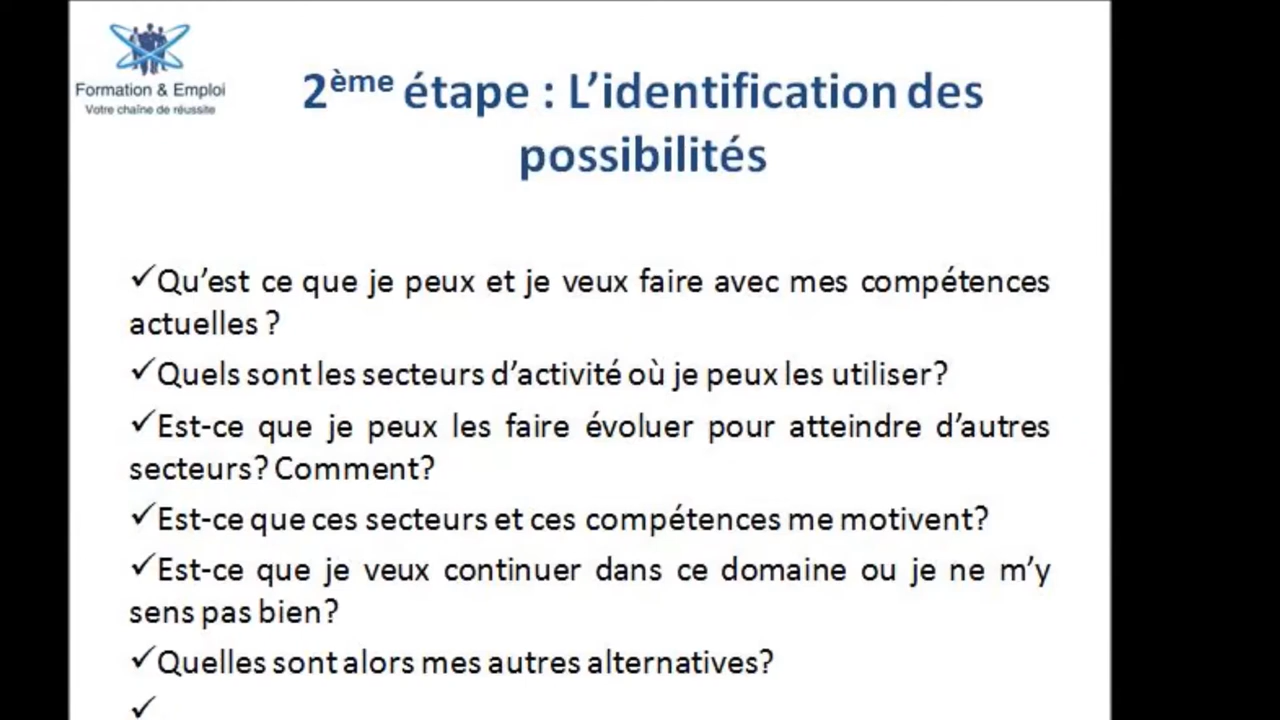 Formation & Emploi
Votre chaîne de réussite
2ème étape : L’identification des
possibilités
✓Qu’est ce que je peux et je veux faire avec mes compétences
actuelles ?
✓Quels sont les secteurs d’activité où je peux les utiliser?
✓Est-ce que je peux les faire évoluer pour atteindre d’autres
secteurs? Comment?
✓Est-ce que ces secteurs et ces compétences me motivent?
✓Est-ce que je veux continuer dans ce domaine ou je ne m’y
sens pas bien?
✓Quelles sont alors mes autres alternatives?
✓